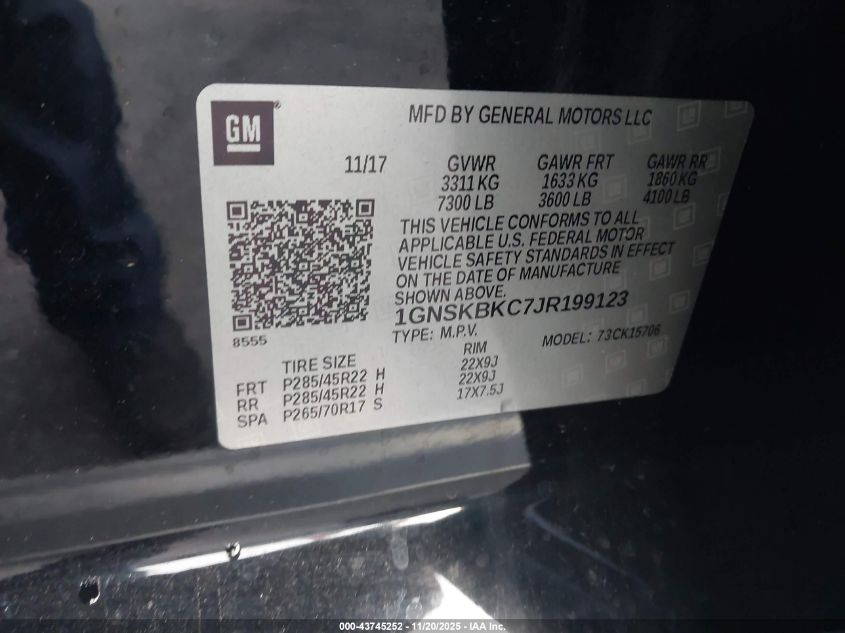 GM®
MFD BY GENERAL MOTORS LLC
11/17 GVWR GAWR FRT GAWR RR
3311 KG 1633 KG 1860 KG
7300 LB 3600 LB 4100 LB
THIS VEHICLE CONFORMS TO ALL
APPLICABLE U.S. FEDERAL MOTOR
VEHICLE SAFETY STANDARDS IN EFFECT
ON THE DATE OF MANUFACTURE
SHOWN ABOVE.
1GNSKBKC7JR199123
8555
TYPE: M.P.V. MODEL: 73CK15706
TIRE SIZE RIM
FRT P285/45R22 H 22X9J
RR P285/45R22 H 22X9J
SPA P265/70R17 S 17X7.5J
000-43745252 - 11/20/2025 - IAA Inc.